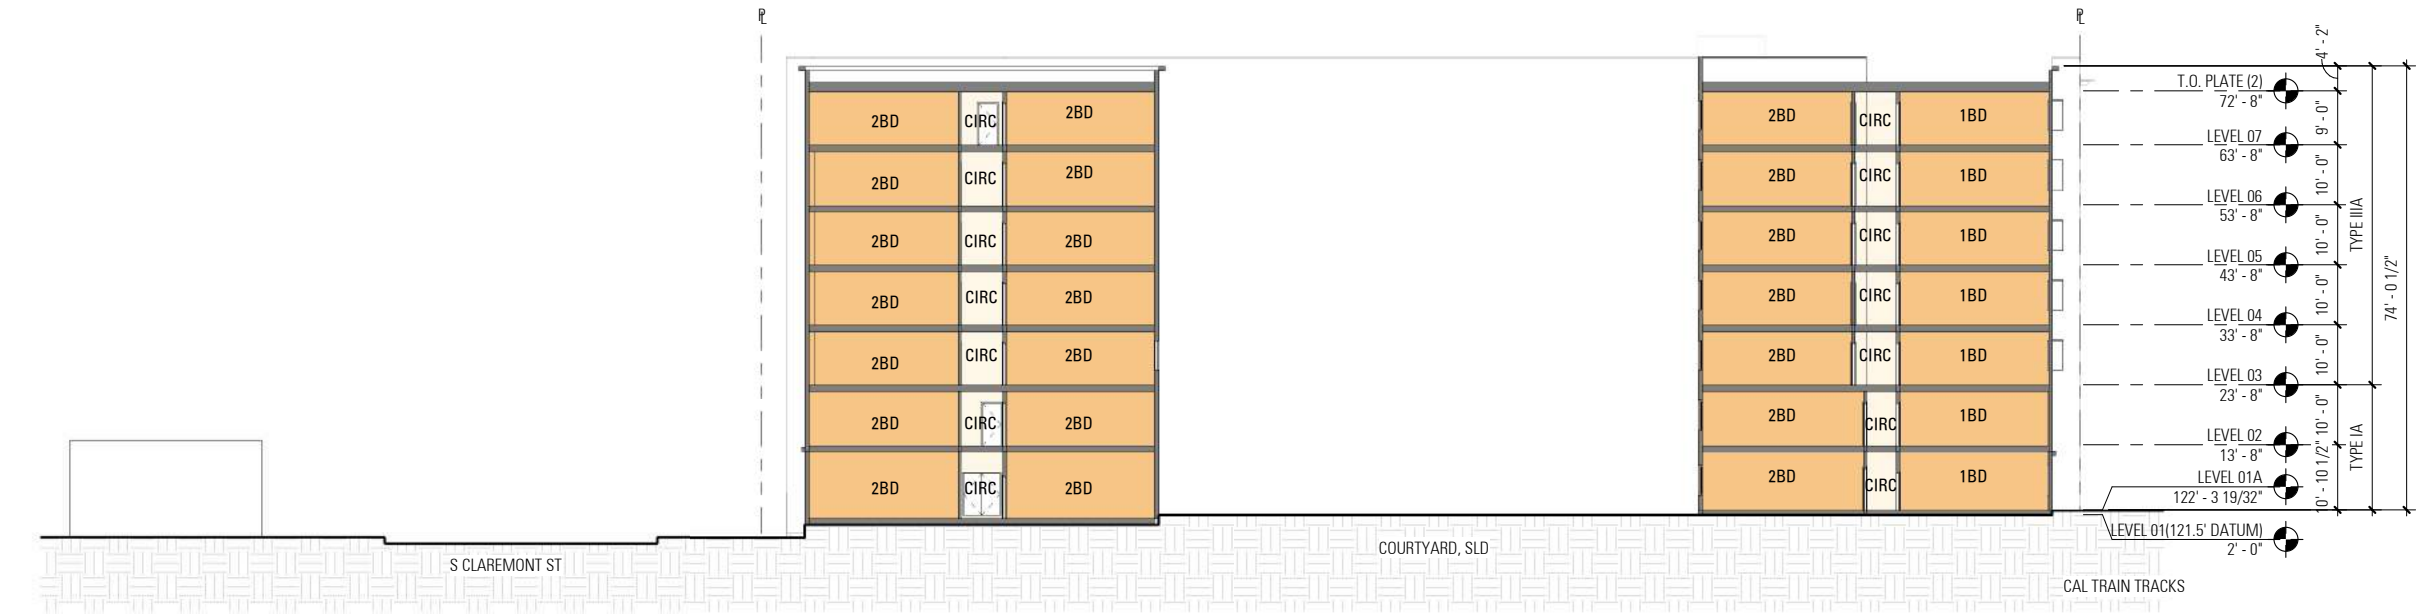 PL PL
4' - 2"
T.O. PLATE (2)
72' - 8"
9' - 0"
2BD CIRC 2BD 2BD CIRC 1BD
LEVEL 07
63' - 8"
10' - 0"
2BD CIRC 2BD 2BD CIRC 1BD
LEVEL 06
53' - 8"
10' - 0"
TYPE IIIA
2BD CIRC 2BD 2BD CIRC 1BD
LEVEL 05
43' - 8"
10' - 0"
74' - 0 1/2"
2BD CIRC 2BD 2BD CIRC 1BD
LEVEL 04
33' - 8"
10' - 0"
2BD CIRC 2BD 2BD CIRC 1BD
LEVEL 03
23' - 8"
10' - 0"
2BD CIRC 2BD 2BD CIRC 1BD
LEVEL 02
13' - 8"
TYPE IA
10' - 10 1/2"
2BD CIRC 2BD 2BD CIRC 1BD
LEVEL 01A
122' - 3 19/32"
LEVEL 01(121.5' DATUM)
2' - 0"
S CLAREMONT ST
COURTYARD, SLD
CAL TRAIN TRACKS